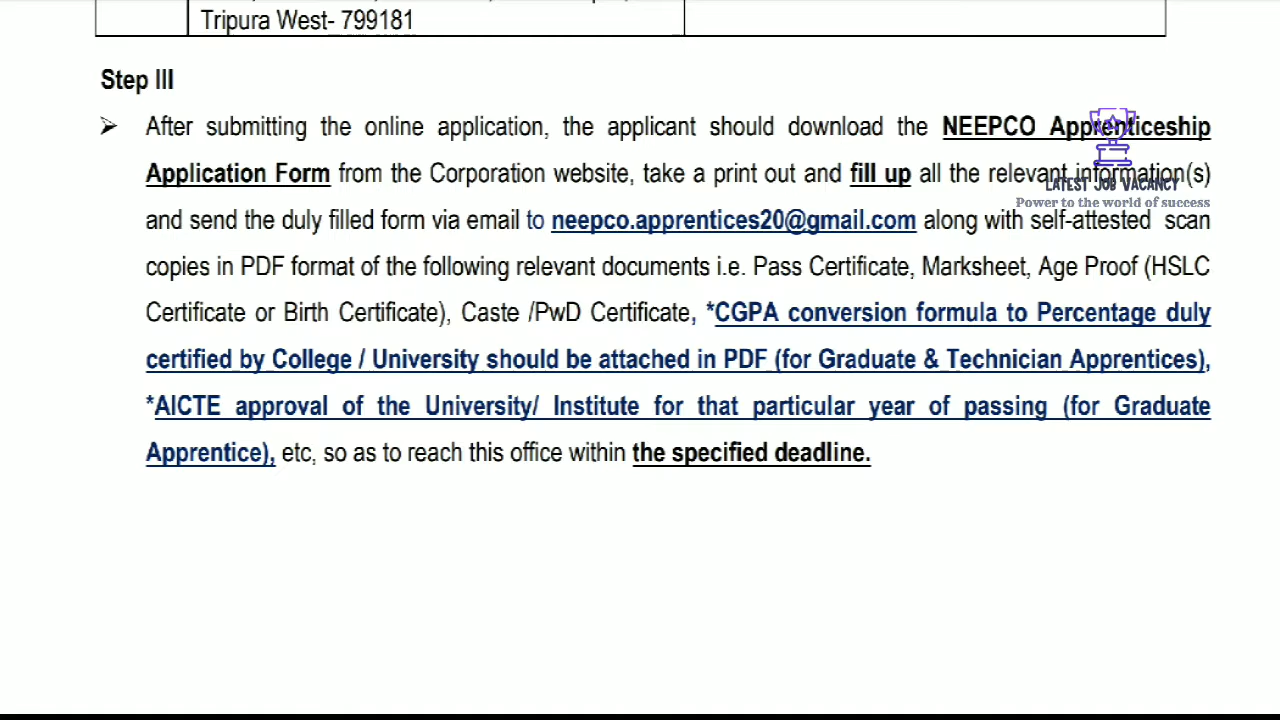 Tripura West- 799181
Step III
➢ After submitting the online application, the applicant should download the NEEPCO Apprenticeship
Application Form from the Corporation website, take a print out and fill up all the relevant information(s)
and send the duly filled form via email to neepco.apprentices20@gmail.com along with self-attested scan
copies in PDF format of the following relevant documents i.e. Pass Certificate, Marksheet, Age Proof (HSLC
Certificate or Birth Certificate), Caste /PwD Certificate, *CGPA conversion formula to Percentage duly
certified by College / University should be attached in PDF (for Graduate & Technician Apprentices),
*AICTE approval of the University/ Institute for that particular year of passing (for Graduate
Apprentice), etc, so as to reach this office within the specified deadline.
LATEST JOB VACANCY
Power to the world of success